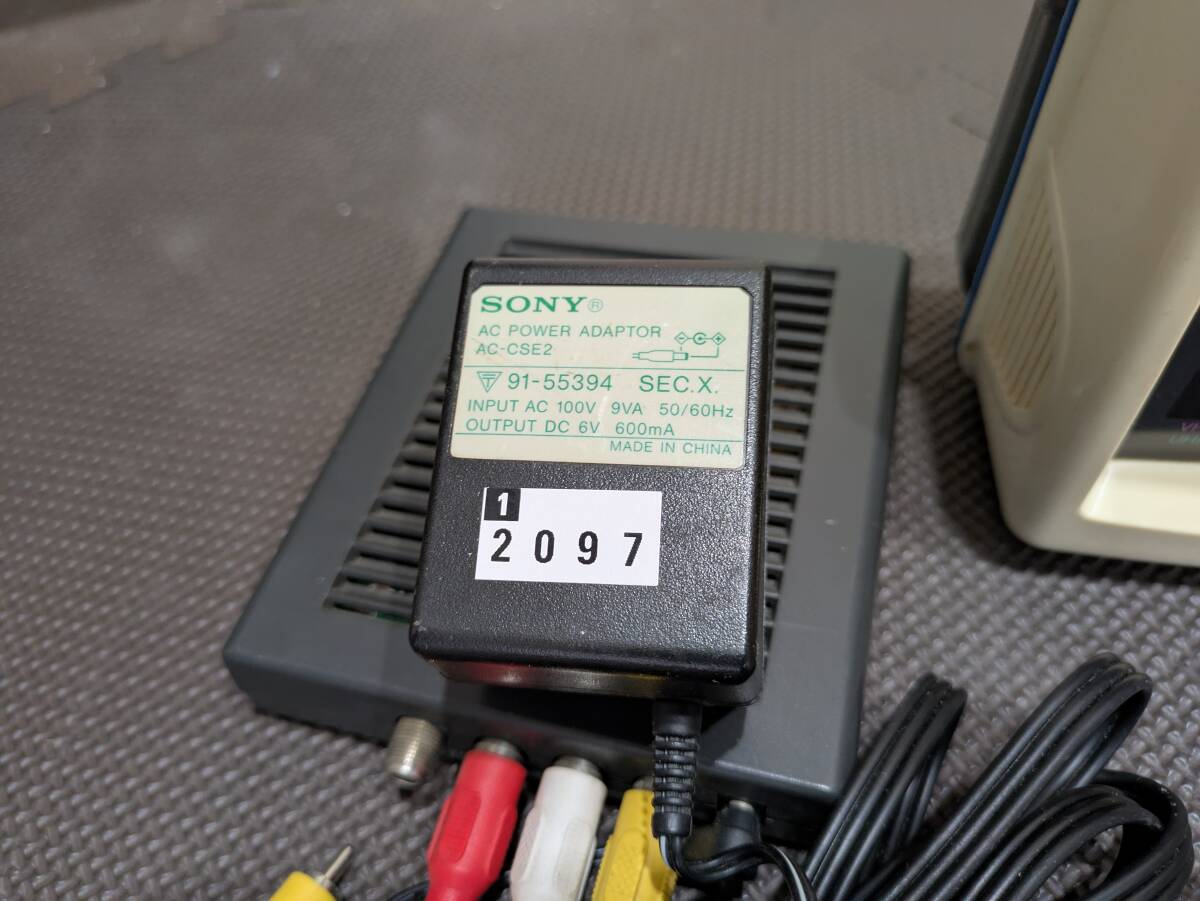 SONY®
AC POWER ADAPTOR
AC-CSE2
91-55394 SEC.X.
INPUT AC 100V 9VA 50/60Hz
OUTPUT DC 6V 600mA
MADE IN CHINA
1
2097